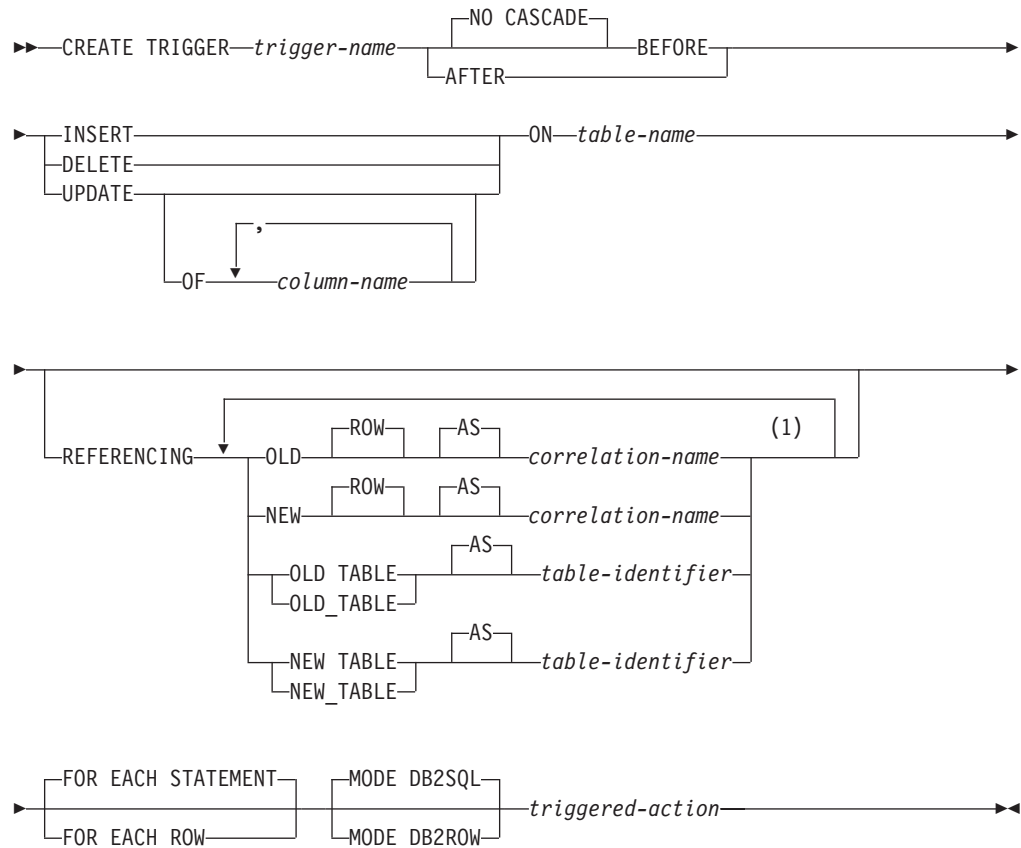 NO CASCADE
CREATE TRIGGER trigger-name BEFORE
AFTER
INSERT ON table-name
DELETE
UPDATE
,
OF column-name
(1)
ROW AS
REFERENCING OLD correlation-name
ROW AS
NEW correlation-name
AS
OLD TABLE table-identifier
OLD_TABLE
AS
NEW TABLE table-identifier
NEW_TABLE
FOR EACH STATEMENT MODE DB2SQL
triggered-action
FOR EACH ROW MODE DB2ROW